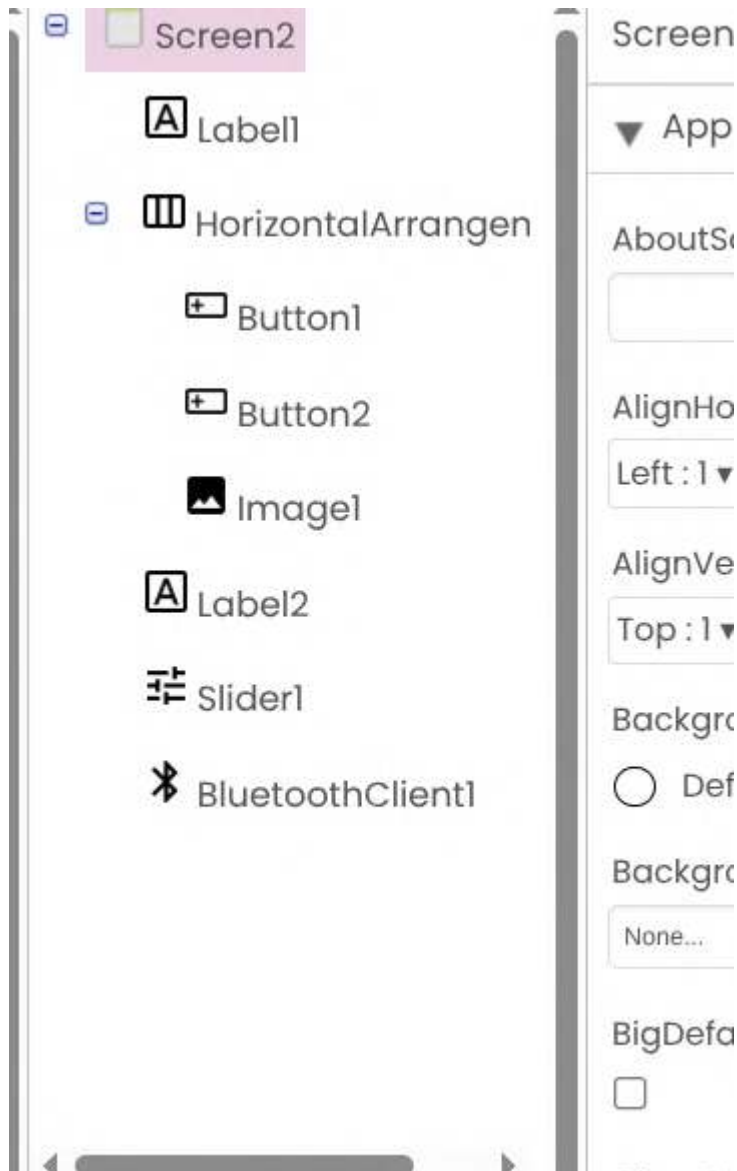 Screen2
Label1
HorizontalArrangen
Button1
Button2
Image1
Label2
Slider1
BluetoothClient1
Screen
App
AboutSc
AlignHo
Left : 1
AlignVe
Top : 1
Backgro
Def
Backgro
None...
BigDefa